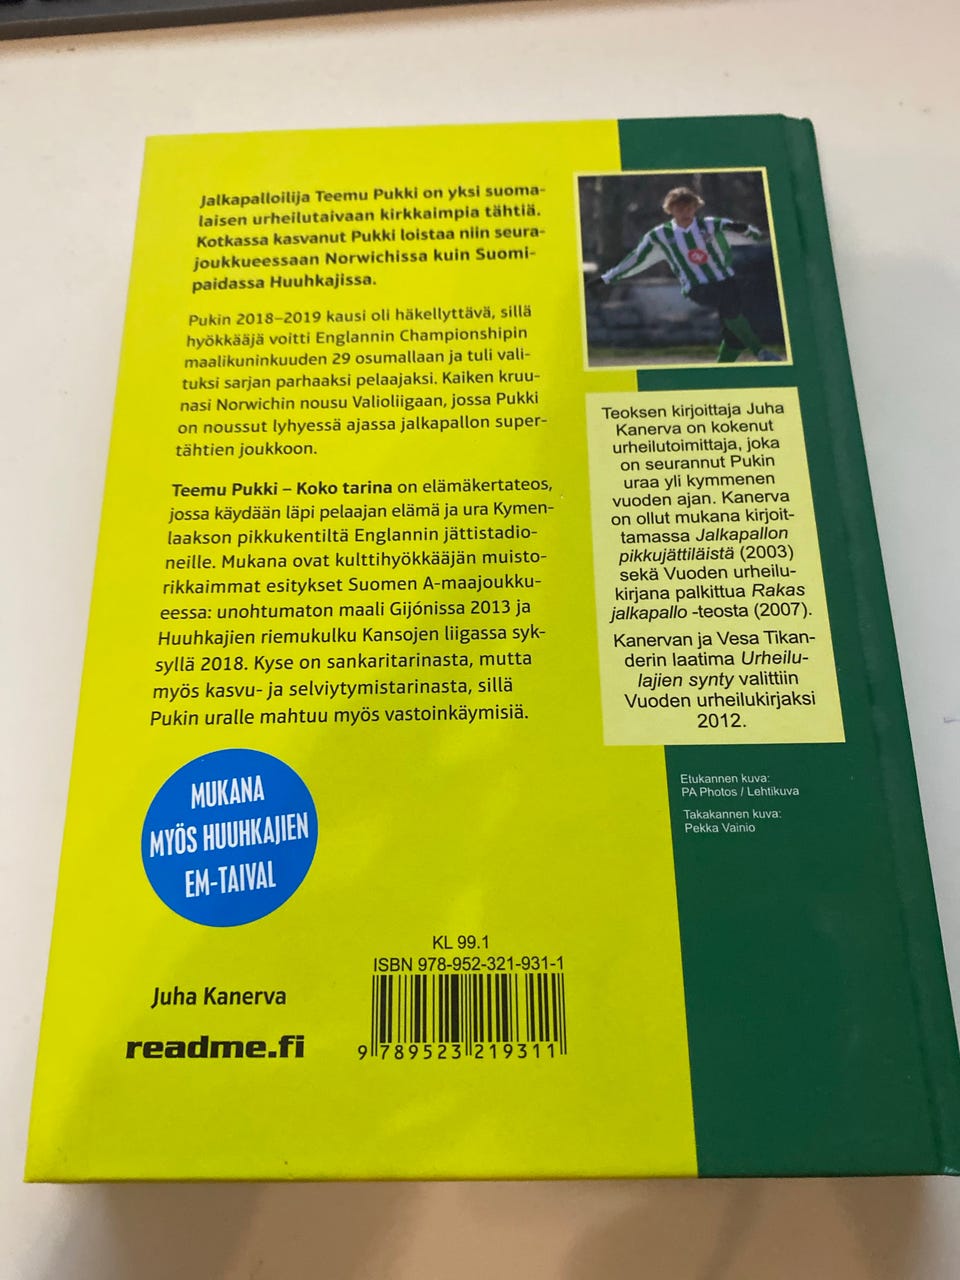 Jalkapalloilija Teemu Pukki on yksi suoma-
laisen urheilutaivaan kirkkaimpia tähtiä.
Kotkassa kasvanut Pukki loistaa niin seura-
joukkueessaan Norwichissa kuin Suomi-
paidassa Huuhkajissa.
Pukin 2018–2019 kausi oli häkellyttävä, sillä
hyökkääjä voitti Englannin Championshipin
maalikuninkuuden 29 osumallaan ja tuli vali-
tuksi sarjan parhaaksi pelaajaksi. Kaiken kruu-
nasi Norwichin nousu Valioliigaan, jossa Pukki
on noussut lyhyessä ajassa jalkapallon super-
tähtien joukkoon.
Teemu Pukki – Koko tarina on elämäkertateos,
jossa käydään läpi pelaajan elämä ja ura Kymen-
laakson pikkukentiltä Englannin jättistadio-
neille. Mukana ovat kulttihyökkääjän muisto-
rikkaimmat esitykset Suomen A-maajoukku-
eessa: unohtumaton maali Gijónissa 2013 ja
Huuhkajien riemukulku Kansojen liigassa syk-
syllä 2018. Kyse on sankaritarinasta, mutta
myös kasvu- ja selviytymistarinasta, sillä
Pukin uralle mahtuu myös vastoinkäymisiä.
MUKANA
MYÖS HUUHKAJIEN
EM-TAIVAL
Juha Kanerva
readme.fi
KL 99.1
ISBN 978-952-321-931-1
9 789523 219311
Teoksen kirjoittaja Juha
Kanerva on kokenut
urheilutoimittaja, joka
on seurannut Pukin
uraa yli kymmenen
vuoden ajan. Kanerva
on ollut mukana kirjoit-
tamassa Jalkapallon
pikkujättiläistä (2003)
sekä Vuoden urheilu-
kirjana palkittua Rakas
jalkapallo -teosta (2007).
Kanervan ja Vesa Tikan-
derin laatima Urheilu-
lajien synty valittiin
Vuoden urheilukirjaksi
2012.
Etukannen kuva:
PA Photos / Lehtikuva
Takakannen kuva:
Pekka Vainio